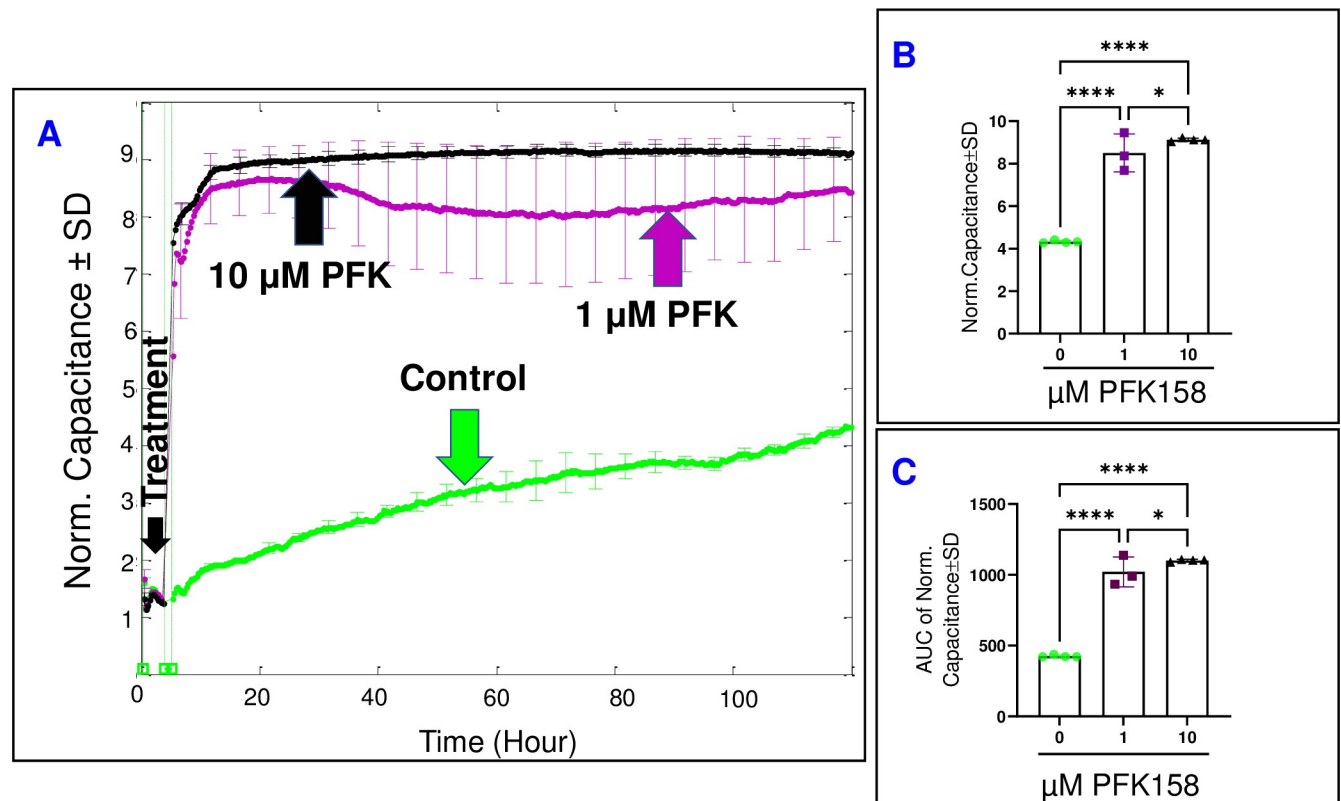 A
Norm. Capacitance ± SD
9
8
7
6
5
4
3
2
1
Treatment
10 µM PFK
1 µM PFK
Control
0 20 40 60 80 100
Time (Hour)
B
****
**** *
Norm.Capacitance±SD
10
8
6
4
2
0
0 1 10
µM PFK158
C
****
**** *
AUC of Norm.
Capacitance±SD
1500
1000
500
0
0 1 10
µM PFK158